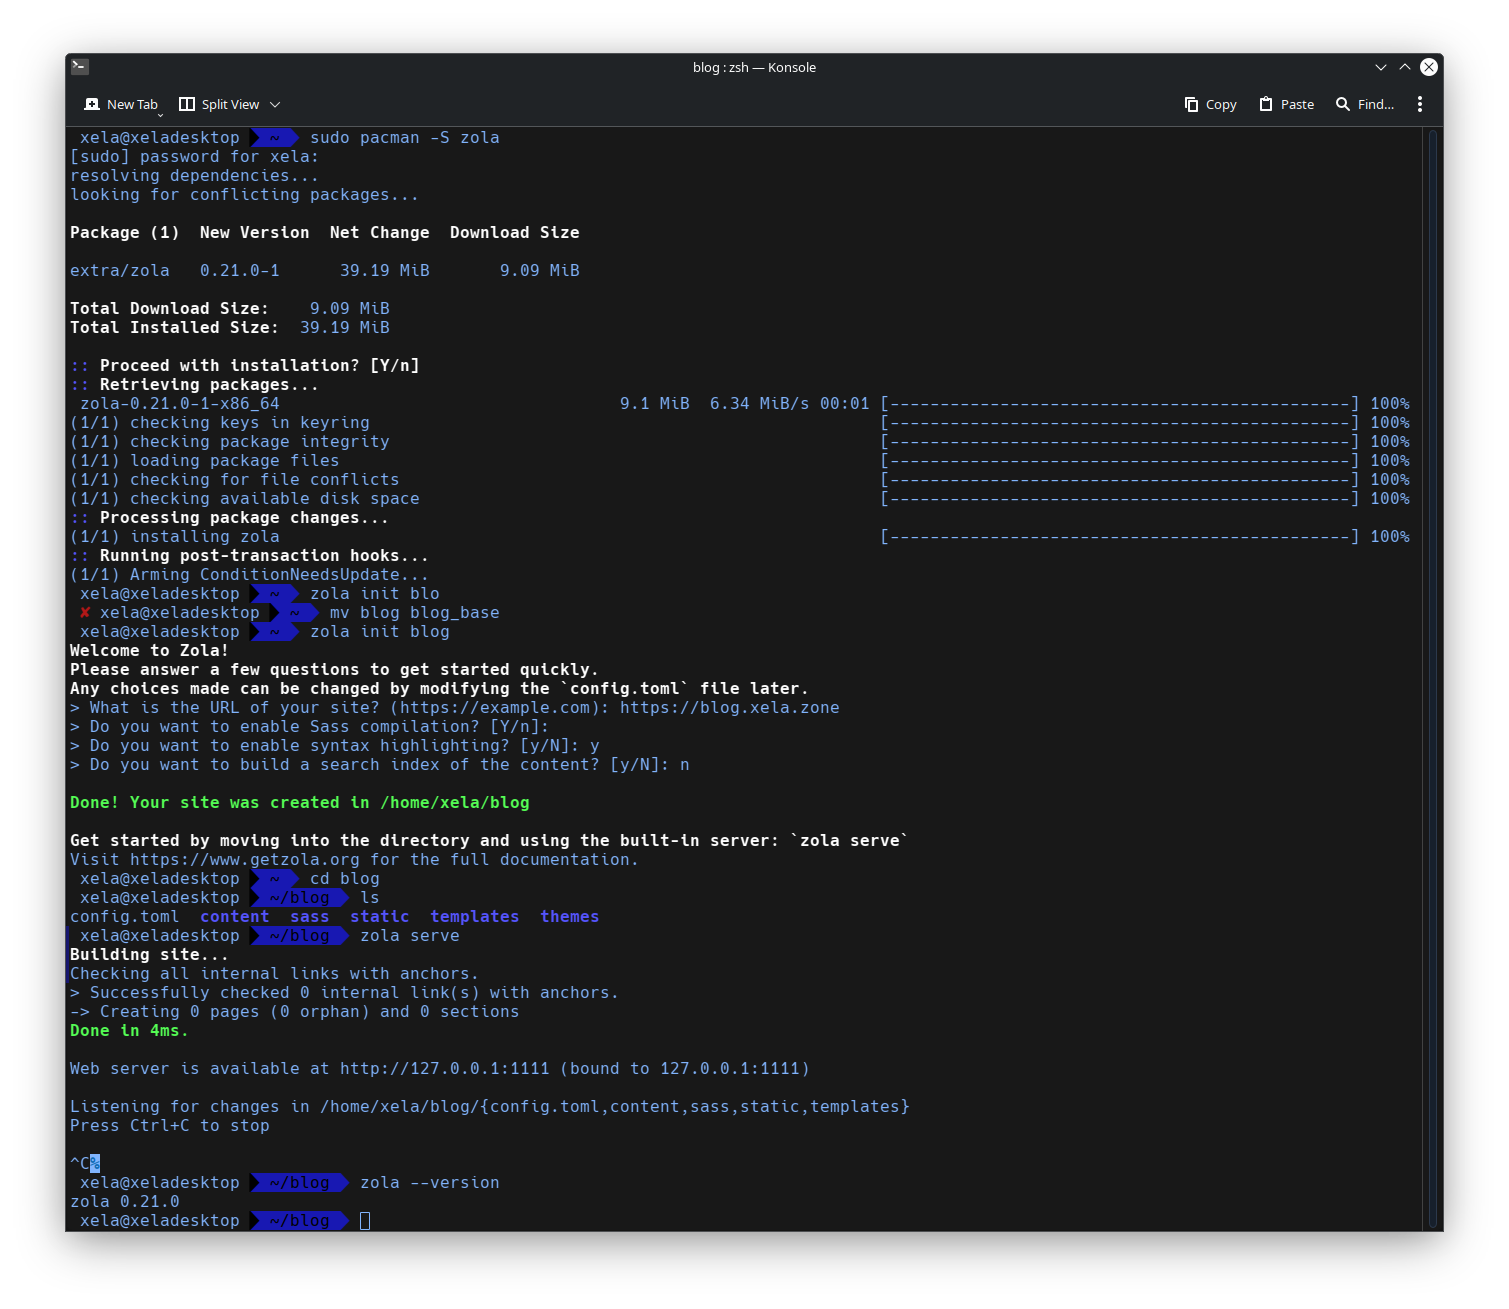 blog : zsh — Konsole
New Tab Split View Copy Paste Find...
xela@xeladesktop ~ sudo pacman -S zola
[sudo] password for xela:
resolving dependencies...
looking for conflicting packages...
Package (1)  New Version  Net Change  Download Size
extra/zola   0.21.0-1      39.19 MiB       9.09 MiB
Total Download Size:    9.09 MiB
Total Installed Size:  39.19 MiB
:: Proceed with installation? [Y/n]
:: Retrieving packages...
zola-0.21.0-1-x86_64 9.1 MiB  6.34 MiB/s 00:01 [----------------------------------------------] 100%
(1/1) checking keys in keyring [----------------------------------------------] 100%
(1/1) checking package integrity [----------------------------------------------] 100%
(1/1) loading package files [----------------------------------------------] 100%
(1/1) checking for file conflicts [----------------------------------------------] 100%
(1/1) checking available disk space [----------------------------------------------] 100%
:: Processing package changes...
(1/1) installing zola [----------------------------------------------] 100%
:: Running post-transaction hooks...
(1/1) Arming ConditionNeedsUpdate...
xela@xeladesktop ~ zola init blo
✘ xela@xeladesktop ~ mv blog blog_base
xela@xeladesktop ~ zola init blog
Welcome to Zola!
Please answer a few questions to get started quickly.
Any choices made can be changed by modifying the `config.toml` file later.
> What is the URL of your site? (https://example.com): https://blog.xela.zone
> Do you want to enable Sass compilation? [Y/n]:
> Do you want to enable syntax highlighting? [y/N]: y
> Do you want to build a search index of the content? [y/N]: n
Done! Your site was created in /home/xela/blog
Get started by moving into the directory and using the built-in server: `zola serve`
Visit https://www.getzola.org for the full documentation.
xela@xeladesktop ~ cd blog
xela@xeladesktop ~/blog ls
config.toml  content  sass  static  templates  themes
xela@xeladesktop ~/blog zola serve
Building site...
Checking all internal links with anchors.
> Successfully checked 0 internal link(s) with anchors.
-> Creating 0 pages (0 orphan) and 0 sections
Done in 4ms.
Web server is available at http://127.0.0.1:1111 (bound to 127.0.0.1:1111)
Listening for changes in /home/xela/blog/{config.toml,content,sass,static,templates}
Press Ctrl+C to stop
^C%
xela@xeladesktop ~/blog zola --version
zola 0.21.0
xela@xeladesktop ~/blog